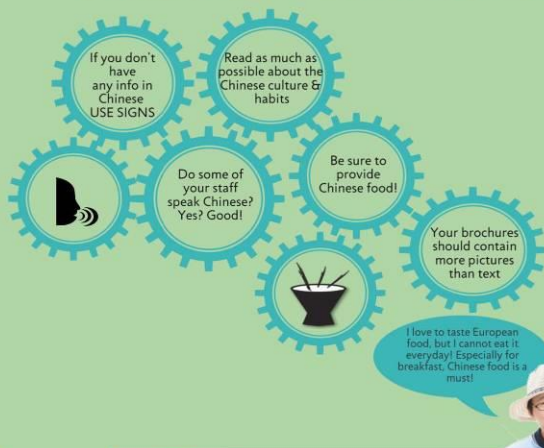 If you don't
have
any info in
Chinese
USE SIGNS
Read as much as
possible about the
Chinese culture &
habits
Do some of
your staff
speak Chinese?
Yes? Good!
Be sure to
provide
Chinese food!
Your brochures
should contain
more pictures
than text
I love to taste European
food, but I cannot eat it
everyday! Especially for
breakfast, Chinese food is a
must!